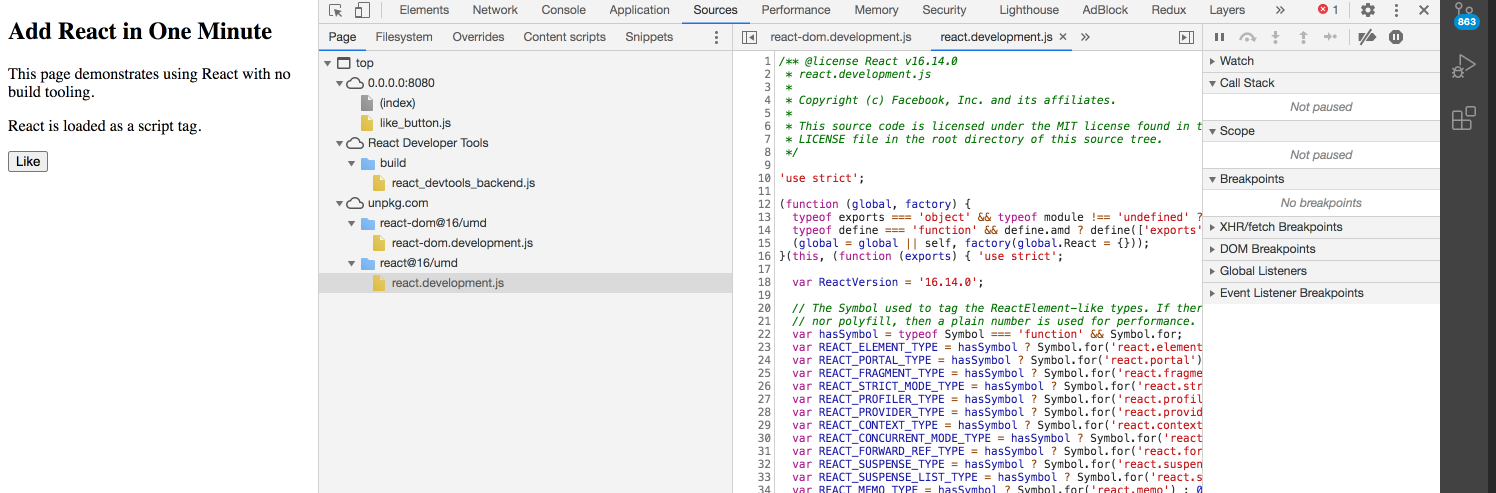 Add React in One Minute
This page demonstrates using React with no
build tooling.
React is loaded as a script tag.
Like
Elements Network Console Application Sources Performance Memory Security Lighthouse AdBlock Redux Layers » 1
Page Filesystem Overrides Content scripts Snippets
top
0.0.0.0:8080
(index)
like_button.js
React Developer Tools
build
react_devtools_backend.js
unpkg.com
react-dom@16/umd
react-dom.development.js
react@16/umd
react.development.js
react-dom.development.js react.development.js × »
1 /** @license React v16.14.0
2 * react.development.js
3 *
4 * Copyright (c) Facebook, Inc. and its affiliates.
5 *
6 * This source code is licensed under the MIT license found in t
7 * LICENSE file in the root directory of this source tree.
8 */
9
10 'use strict';
11
12 (function (global, factory) {
13 typeof exports === 'object' && typeof module !== 'undefined' ?
14 typeof define === 'function' && define.amd ? define(['exports'
15 (global = global || self, factory(global.React = {}));
16 }(this, (function (exports) { 'use strict';
17
18 var ReactVersion = '16.14.0';
19
20 // The Symbol used to tag the ReactElement-like types. If ther
21 // nor polyfill, then a plain number is used for performance.
22 var hasSymbol = typeof Symbol === 'function' && Symbol.for;
23 var REACT_ELEMENT_TYPE = hasSymbol ? Symbol.for('react.element
24 var REACT_PORTAL_TYPE = hasSymbol ? Symbol.for('react.portal')
25 var REACT_FRAGMENT_TYPE = hasSymbol ? Symbol.for('react.fragme
26 var REACT_STRICT_MODE_TYPE = hasSymbol ? Symbol.for('react.str
27 var REACT_PROFILER_TYPE = hasSymbol ? Symbol.for('react.profil
28 var REACT_PROVIDER_TYPE = hasSymbol ? Symbol.for('react.provid
29 var REACT_CONTEXT_TYPE = hasSymbol ? Symbol.for('react.context
30 var REACT_CONCURRENT_MODE_TYPE = hasSymbol ? Symbol.for('react
31 var REACT_FORWARD_REF_TYPE = hasSymbol ? Symbol.for('react.for
32 var REACT_SUSPENSE_TYPE = hasSymbol ? Symbol.for('react.suspen
33 var REACT_SUSPENSE_LIST_TYPE = hasSymbol ? Symbol.for('react.s
34 var REACT_MEMO_TYPE = hasSymbol ? Symbol.for('react.memo') : 0
Watch
Call Stack
Not paused
Scope
Not paused
Breakpoints
No breakpoints
XHR/fetch Breakpoints
DOM Breakpoints
Global Listeners
Event Listener Breakpoints
863